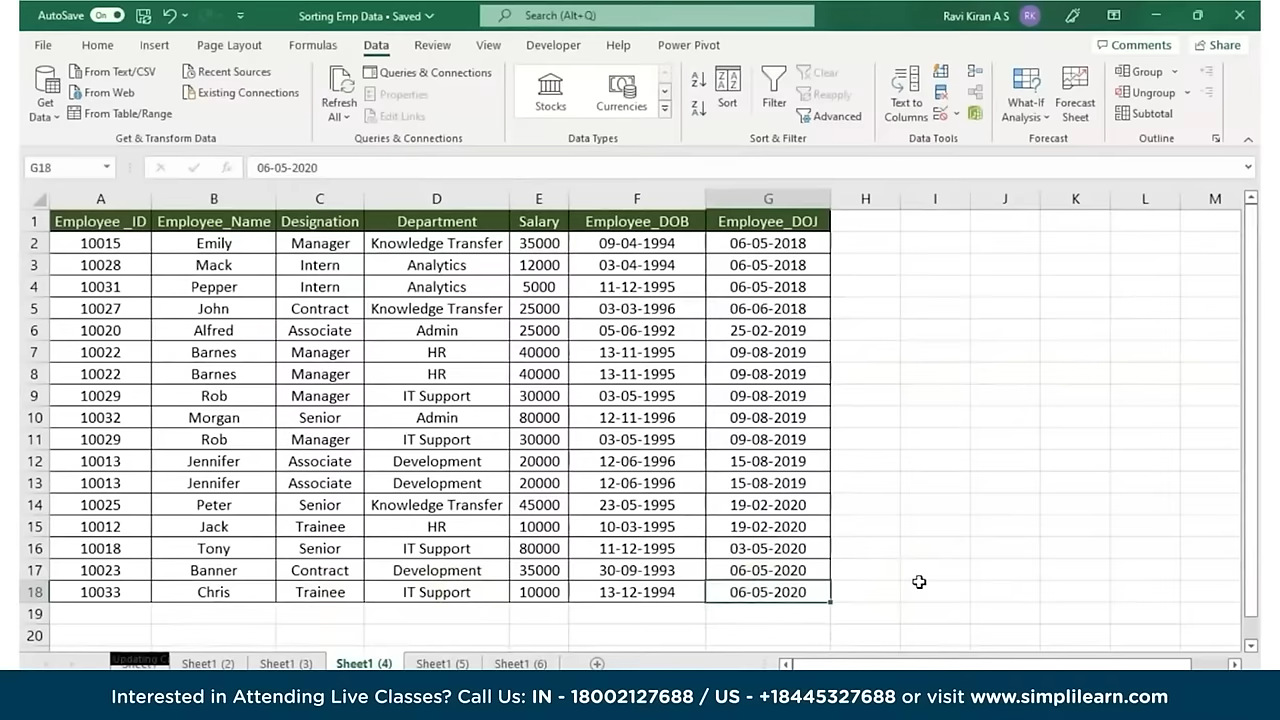 AutoSave On Sorting Emp Data • Saved Search (Alt+Q) Ravi Kiran A S RK
File Home Insert Page Layout Formulas Data Review View Developer Help Power Pivot Comments Share
Get Data From Text/CSV From Web From Table/Range Recent Sources Existing Connections
Refresh All Queries & Connections Properties Edit Links
Stocks Currencies
Sort Filter Clear Reapply Advanced
Text to Columns
What-If Analysis Forecast Sheet
Group Ungroup Subtotal
Get & Transform Data Queries & Connections Data Types Sort & Filter Data Tools Forecast Outline
G18 fx 06-05-2020
A B C D E F G H I J K L M
1 Employee _ID Employee_Name Designation Department Salary Employee_DOB Employee_DOJ
2 10015 Emily Manager Knowledge Transfer 35000 09-04-1994 06-05-2018
3 10028 Mack Intern Analytics 12000 03-04-1994 06-05-2018
4 10031 Pepper Intern Analytics 5000 11-12-1995 06-05-2018
5 10027 John Contract Knowledge Transfer 25000 03-03-1996 06-06-2018
6 10020 Alfred Associate Admin 25000 05-06-1992 25-02-2019
7 10022 Barnes Manager HR 40000 13-11-1995 09-08-2019
8 10022 Barnes Manager HR 40000 13-11-1995 09-08-2019
9 10029 Rob Manager IT Support 30000 03-05-1995 09-08-2019
10 10032 Morgan Senior Admin 80000 12-11-1996 09-08-2019
11 10029 Rob Manager IT Support 30000 03-05-1995 09-08-2019
12 10013 Jennifer Associate Development 20000 12-06-1996 15-08-2019
13 10013 Jennifer Associate Development 20000 12-06-1996 15-08-2019
14 10025 Peter Senior Knowledge Transfer 45000 23-05-1995 19-02-2020
15 10012 Jack Trainee HR 10000 10-03-1995 19-02-2020
16 10018 Tony Senior IT Support 80000 11-12-1995 03-05-2020
17 10023 Banner Contract Development 35000 30-09-1993 06-05-2020
18 10033 Chris Trainee IT Support 10000 13-12-1994 06-05-2020
19
20
Sheet1 (2) Sheet1 (3) Sheet1 (4) Sheet1 (5) Sheet1 (6)
Interested in Attending Live Classes? Call Us: IN - 18002127688 / US - +18445327688 or visit www.simplilearn.com